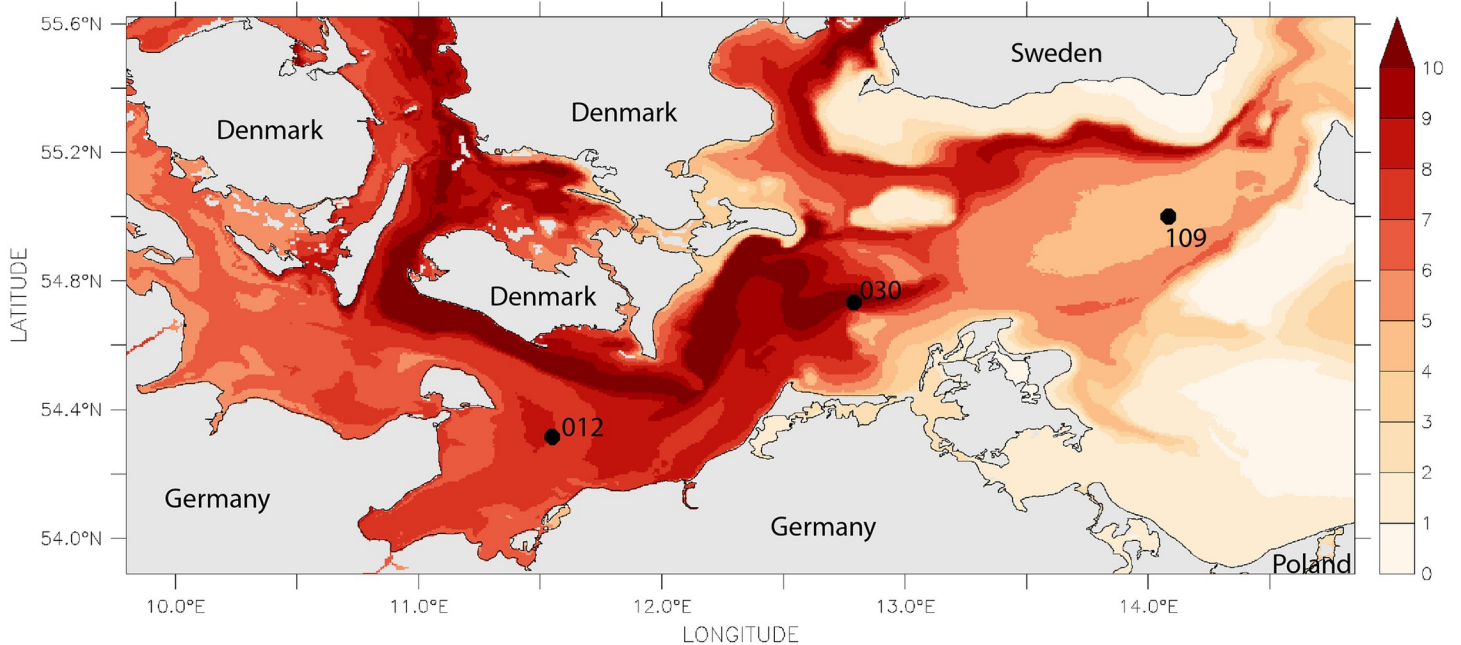 55.6°N
55.2°N
54.8°N
54.4°N
54.0°N
LATITUDE
10.0°E
11.0°E
12.0°E
13.0°E
14.0°E
LONGITUDE
Denmark
Denmark
Sweden
Denmark
109
030
012
Germany
Germany
Poland
10
9
8
7
6
5
4
3
2
1
0